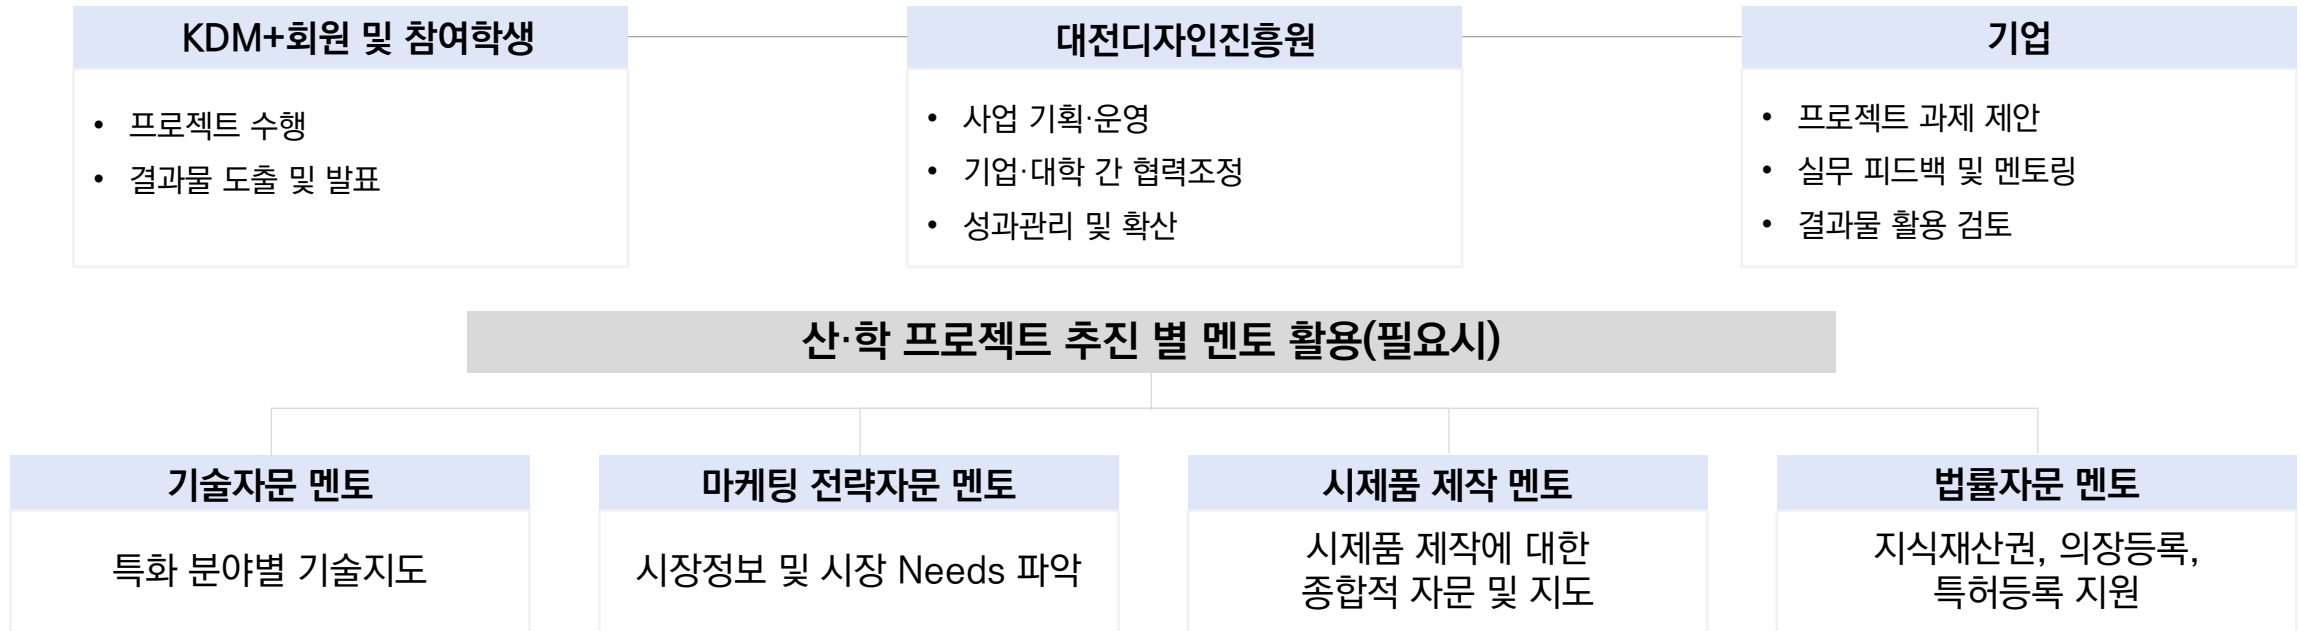 KDM+회원 및 참여학생
• 프로젝트 수행
• 결과물 도출 및 발표
대전디자인진흥원
• 사업 기획·운영
• 기업·대학 간 협력조정
• 성과관리 및 확산
기업
• 프로젝트 과제 제안
• 실무 피드백 및 멘토링
• 결과물 활용 검토
산·학 프로젝트 추진 별 멘토 활용(필요시)
기술자문 멘토
특화 분야별 기술지도
마케팅 전략자문 멘토
시장정보 및 시장 Needs 파악
시제품 제작 멘토
시제품 제작에 대한
종합적 자문 및 지도
법률자문 멘토
지식재산권, 의장등록,
특허등록 지원